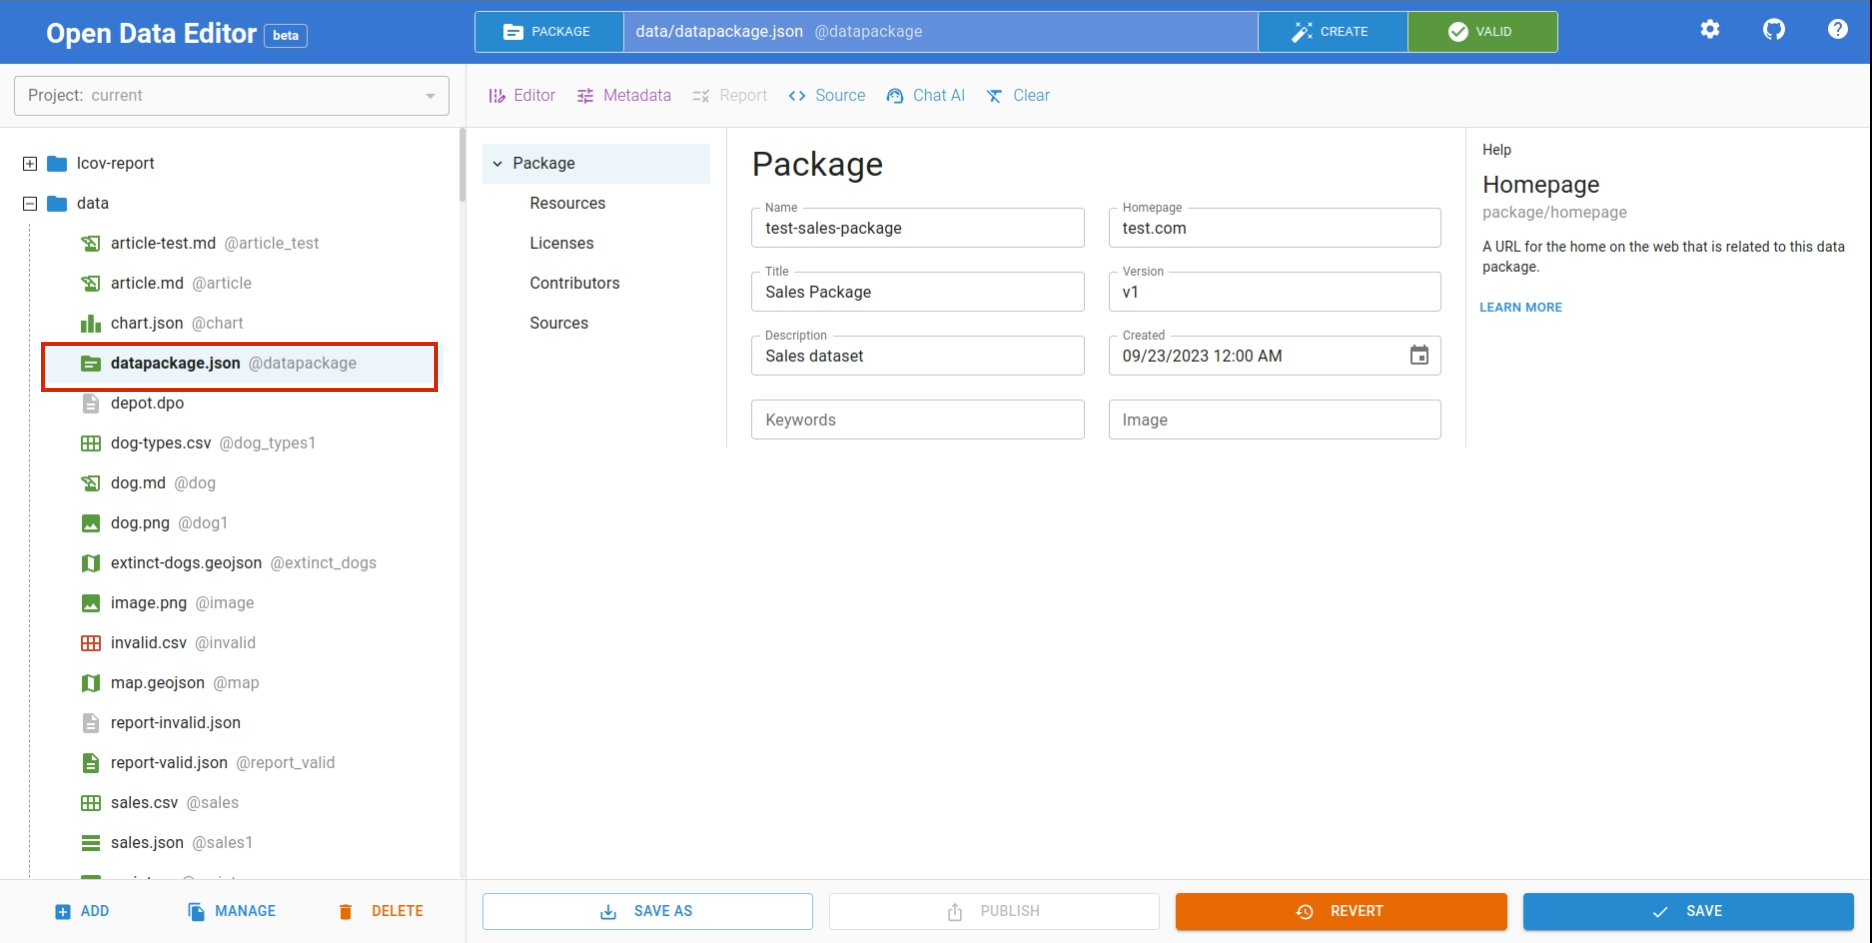 Open Data Editor beta
PACKAGE data/datapackage.json @datapackage CREATE VALID
Project: current
Editor Metadata Report Source Chat AI Clear
lcov-report
data
article-test.md @article_test
article.md @article
chart.json @chart
datapackage.json @datapackage
depot.dpo
dog-types.csv @dog_types1
dog.md @dog
dog.png @dog1
extinct-dogs.geojson @extinct_dogs
image.png @image
invalid.csv @invalid
map.geojson @map
report-invalid.json
report-valid.json @report_valid
sales.csv @sales
sales.json @sales1
Package
Resources
Licenses
Contributors
Sources
Package
Name
test-sales-package
Homepage
test.com
Title
Sales Package
Version
v1
Description
Sales dataset
Created
09/23/2023 12:00 AM
Keywords
Image
Help
Homepage
package/homepage
A URL for the home on the web that is related to this data
package.
LEARN MORE
ADD MANAGE DELETE
SAVE AS PUBLISH REVERT SAVE